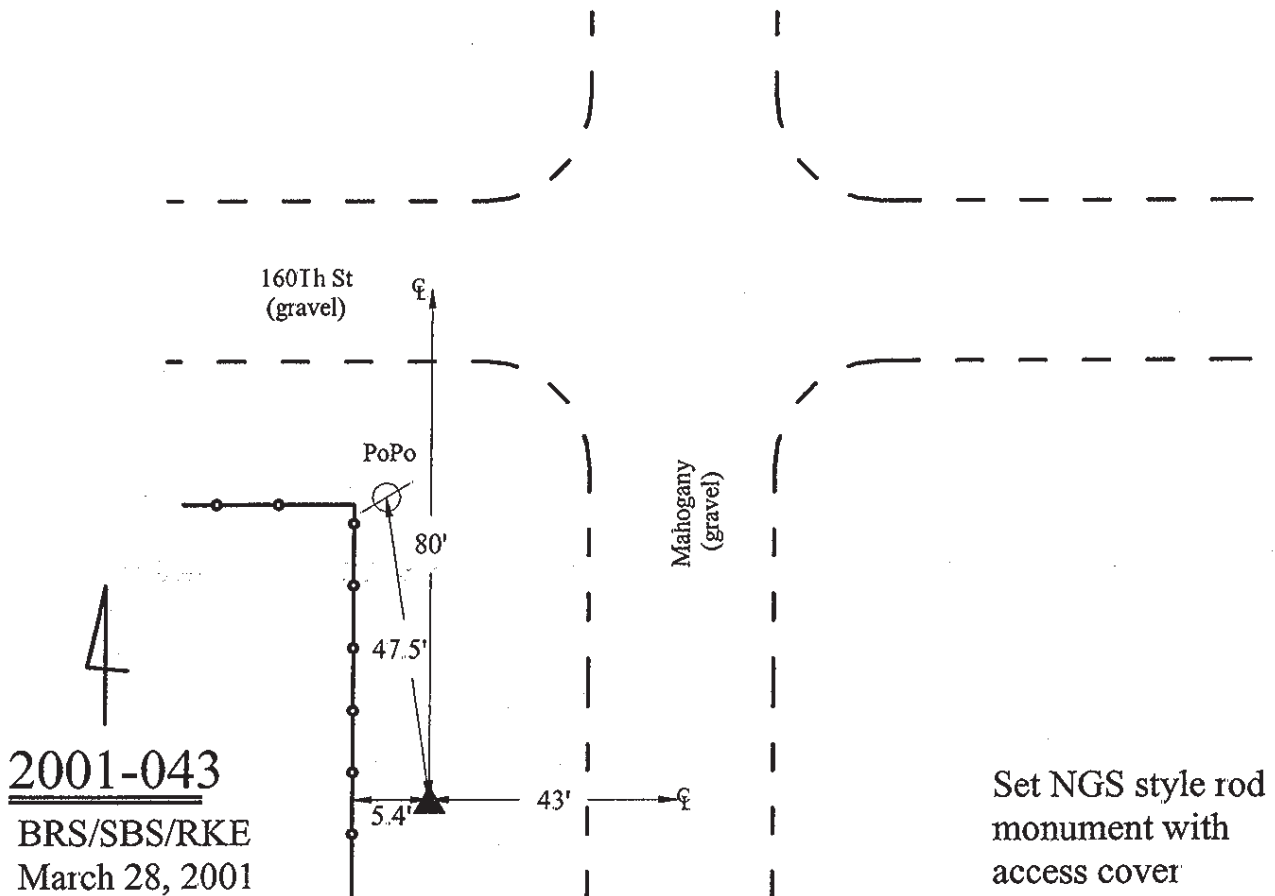 160Th St
(gravel)
℄
PoPo
Mahogany
(gravel)
80'
47.5'
5.4'
43'
℄
2001-043
BRS/SBS/RKE
March 28, 2001
Set NGS style rod
monument with
access cover